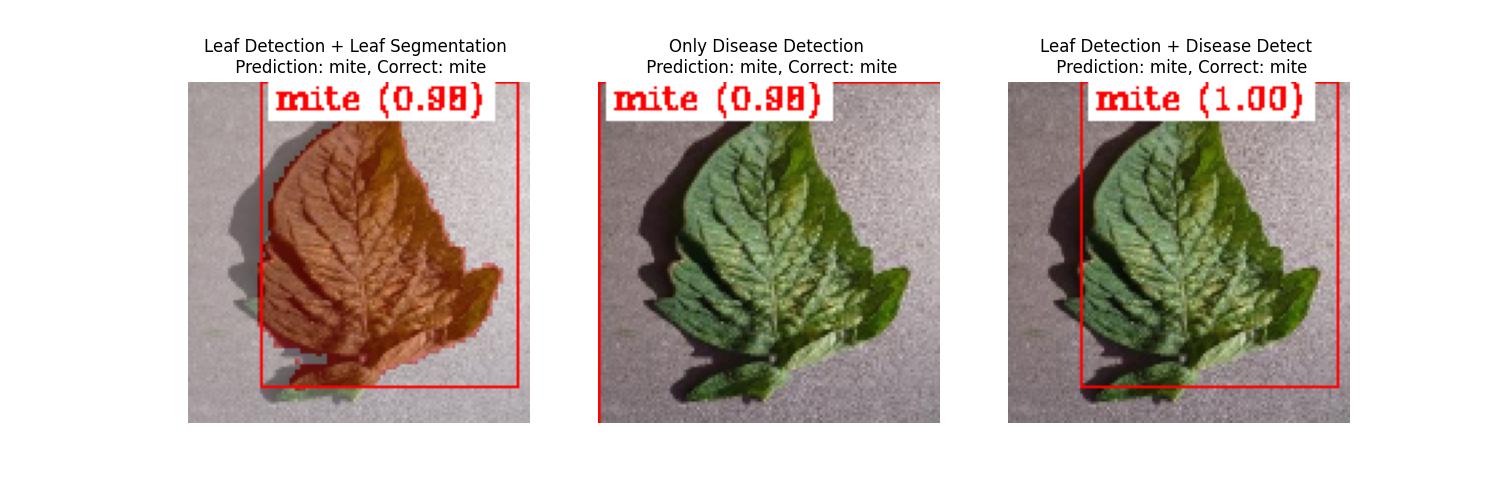 Leaf Detection + Leaf Segmentation
Prediction: mite, Correct: mite
mite (0.98)
Only Disease Detection
Prediction: mite, Correct: mite
mite (0.98)
Leaf Detection + Disease Detect
Prediction: mite, Correct: mite
mite (1.00)